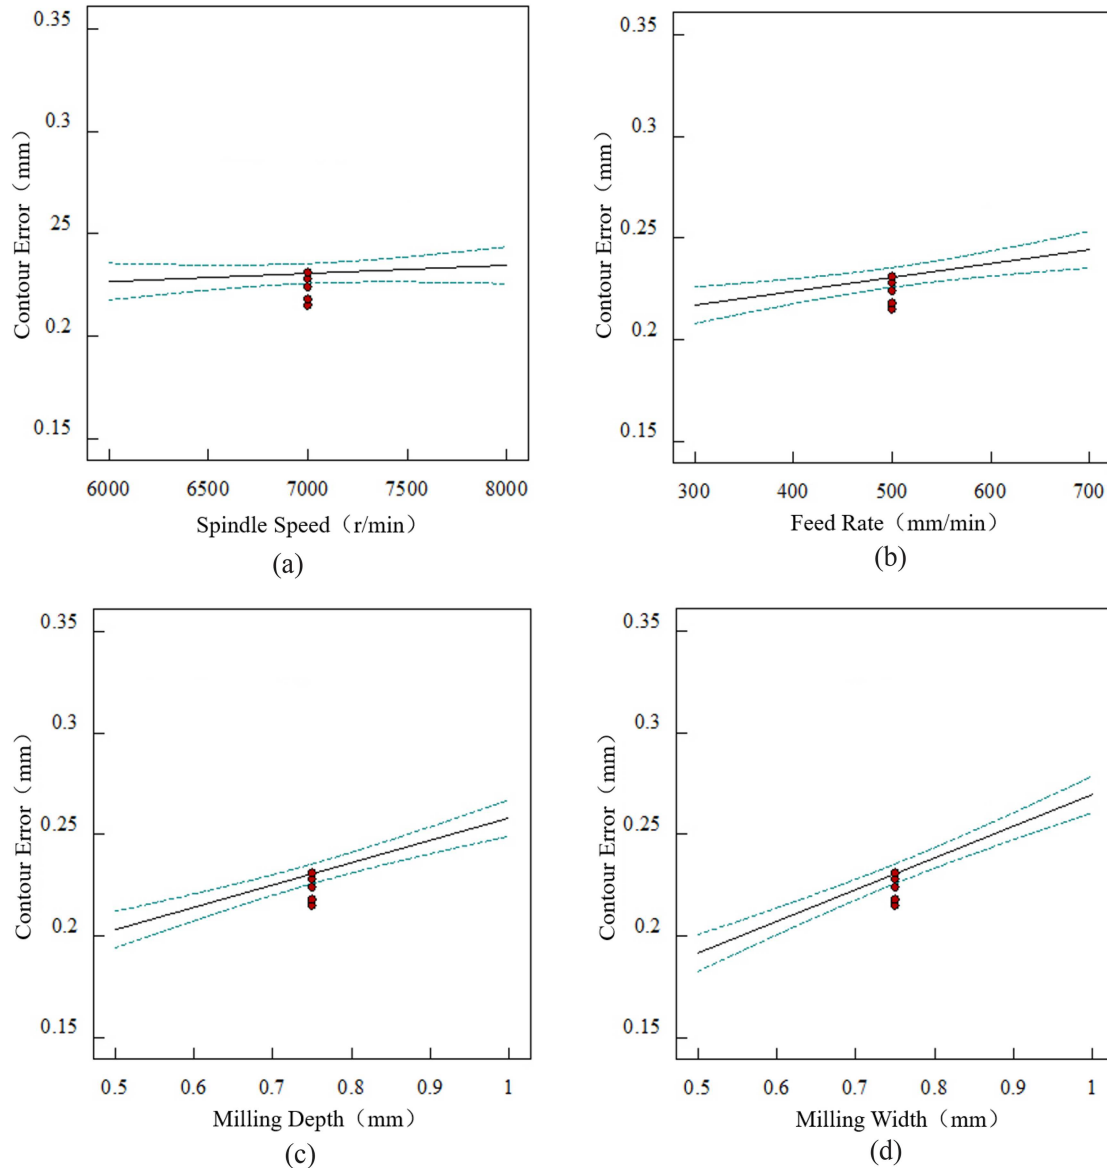 0.35
0.3
25
0.2
0.15
Contour Error（mm）
6000 6500 7000 7500 8000
Spindle Speed（r/min）
(a)
0.35
0.3
0.25
0.2
0.15
Contour Error（mm）
300 400 500 600 700
Feed Rate（mm/min）
(b)
0.35
0.3
0.25
0.2
0.15
Contour Error（mm）
0.5 0.6 0.7 0.8 0.9 1
Milling Depth（mm）
(c)
0.35
0.3
0.25
0.2
0.15
Contour Error（mm）
0.5 0.6 0.7 0.8 0.9 1
Milling Width（mm）
(d)